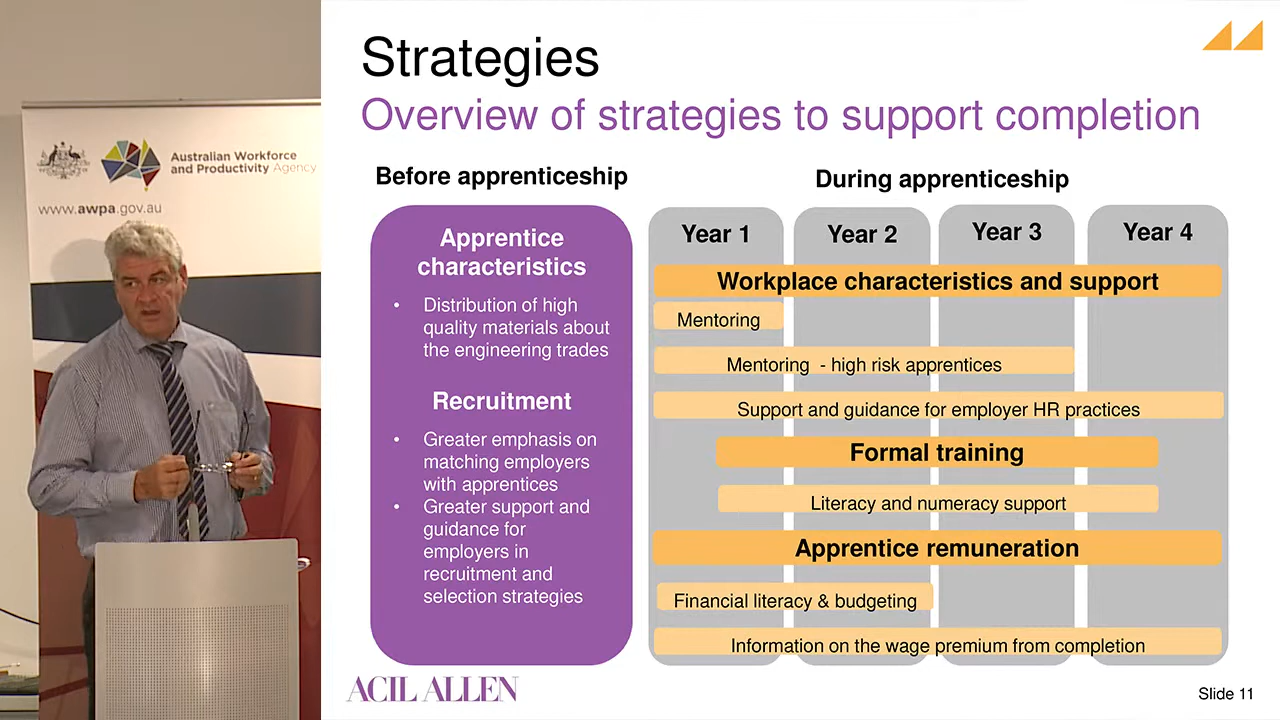 Australian Workforce
and Productivity Agency
www.awpa.gov.au
Strategies
Overview of strategies to support completion
Before apprenticeship
Apprentice
characteristics
• Distribution of high
quality materials about
the engineering trades
Recruitment
• Greater emphasis on
matching employers
with apprentices
• Greater support and
guidance for
employers in
recruitment and
selection strategies
During apprenticeship
Year 1 Year 2 Year 3 Year 4
Workplace characteristics and support
Mentoring
Mentoring - high risk apprentices
Support and guidance for employer HR practices
Formal training
Literacy and numeracy support
Apprentice remuneration
Financial literacy & budgeting
Information on the wage premium from completion
ACIL ALLEN
Slide 11